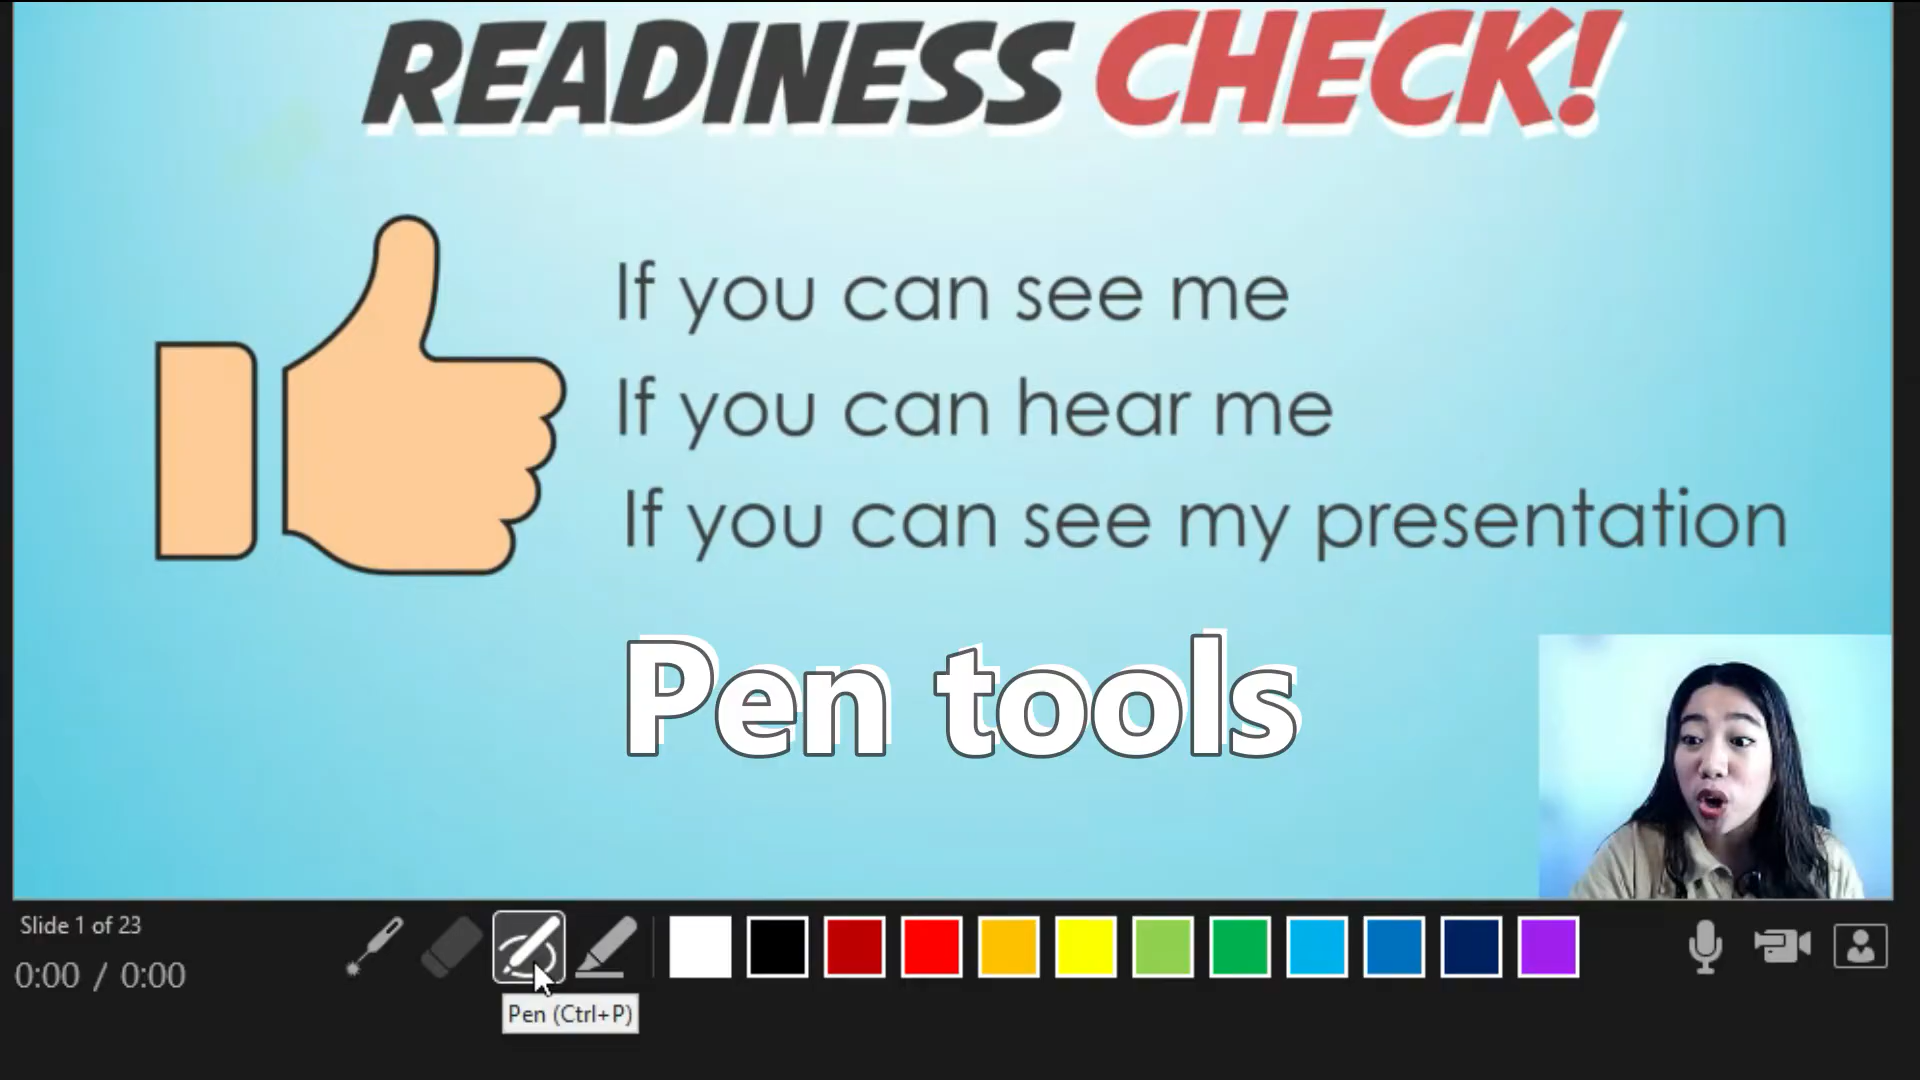 READINESS CHECK!
If you can see me
If you can hear me
If you can see my presentation
Pen tools
Slide 1 of 23
0:00 / 0:00
Pen (Ctrl+P)